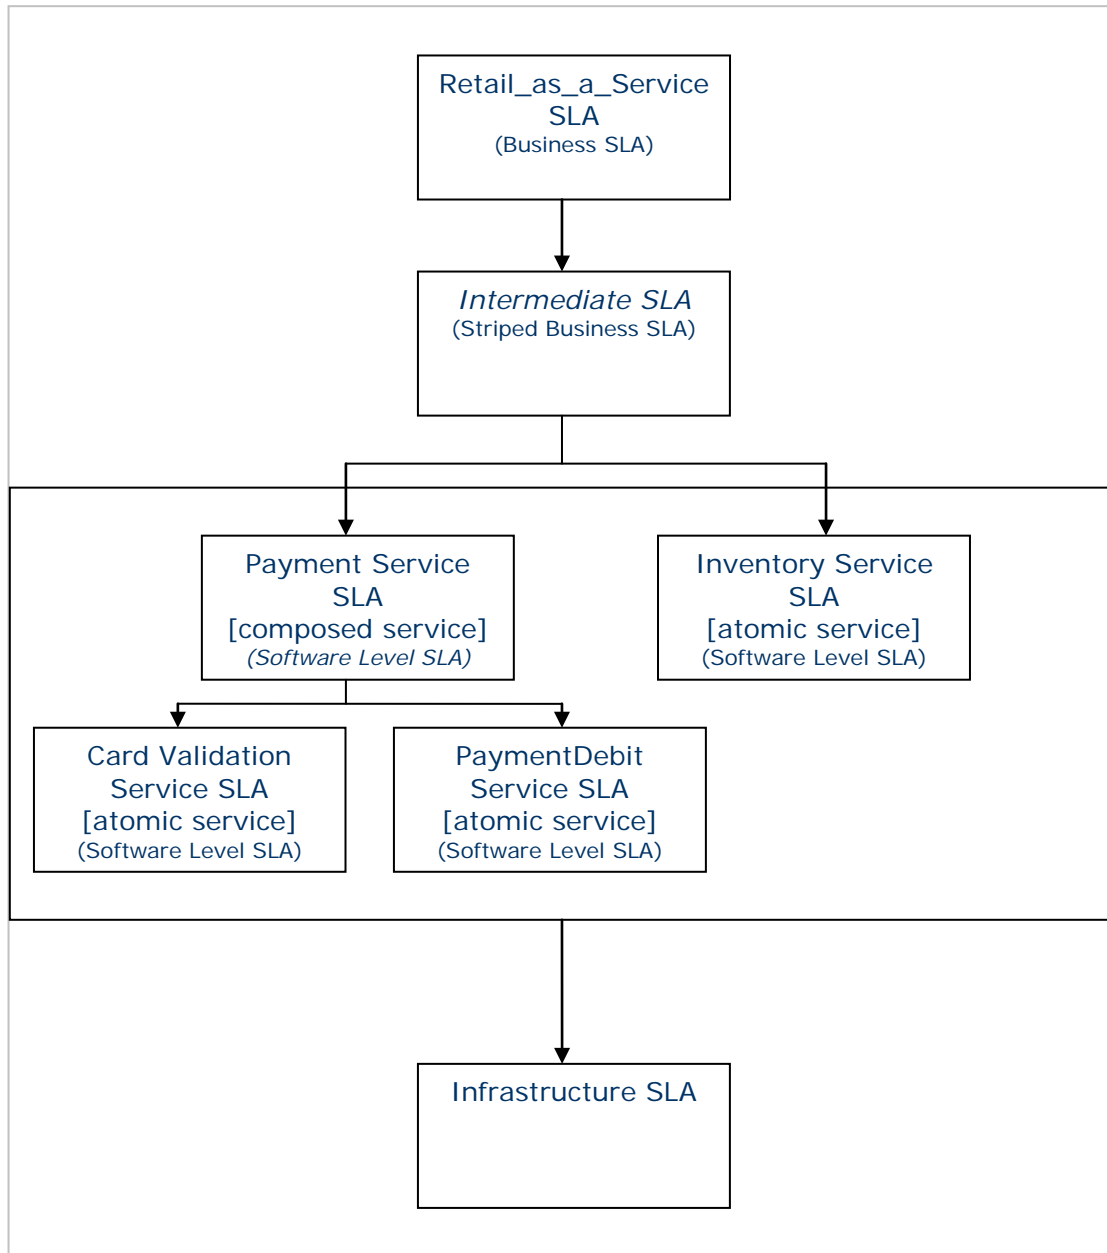 Retail_as_a_Service
SLA
(Business SLA)
Intermediate SLA
(Striped Business SLA)
Payment Service
SLA
[composed service]
(Software Level SLA)
Inventory Service
SLA
[atomic service]
(Software Level SLA)
Card Validation
Service SLA
[atomic service]
(Software Level SLA)
PaymentDebit
Service SLA
[atomic service]
(Software Level SLA)
Infrastructure SLA